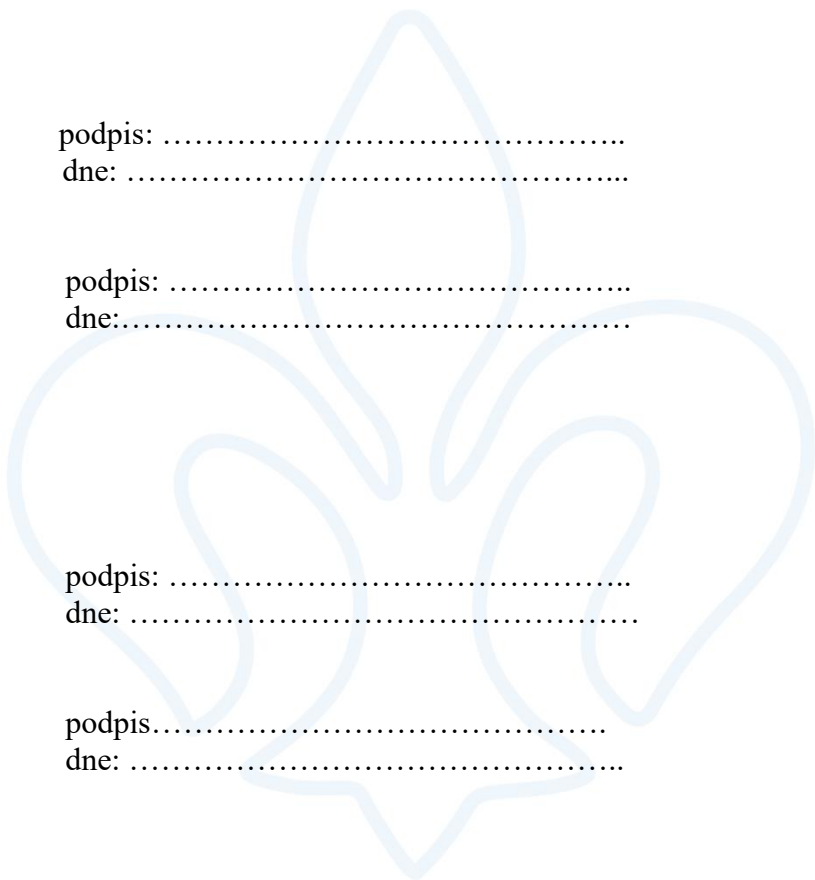 podpis: ………………………………………..
dne: …………………………………………...
podpis: ………………………………………..
dne:……………………………………………
podpis: ………………………………………..
dne: ……………………………………………
podpis……………………………………….
dne: …………………………………………..